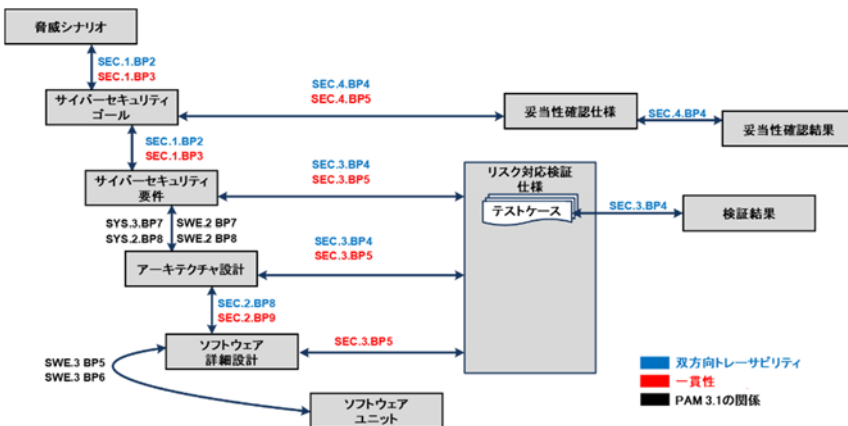 脅威シナリオ
SEC.1.BP2
SEC.1.BP3
サイバーセキュリティ
ゴール
SEC.4.BP4
SEC.4.BP5
妥当性確認仕様
SEC.4.BP4
妥当性確認結果
SEC.1.BP2
SEC.1.BP3
サイバーセキュリティ
要件
SEC.3.BP4
SEC.3.BP5
リスク対応検証
仕様
テストケース
SEC.3.BP4
検証結果
SYS.3.BP7 SWE.2 BP7
SYS.2.BP8 SWE.2 BP8
アーキテクチャ設計
SEC.3.BP4
SEC.3.BP5
SEC.2.BP8
SEC.2.BP9
ソフトウェア
詳細設計
SEC.3.BP5
SWE.3 BP5
SWE.3 BP6
ソフトウェア
ユニット
双方向トレーサビリティ
一貫性
PAM 3.1の関係